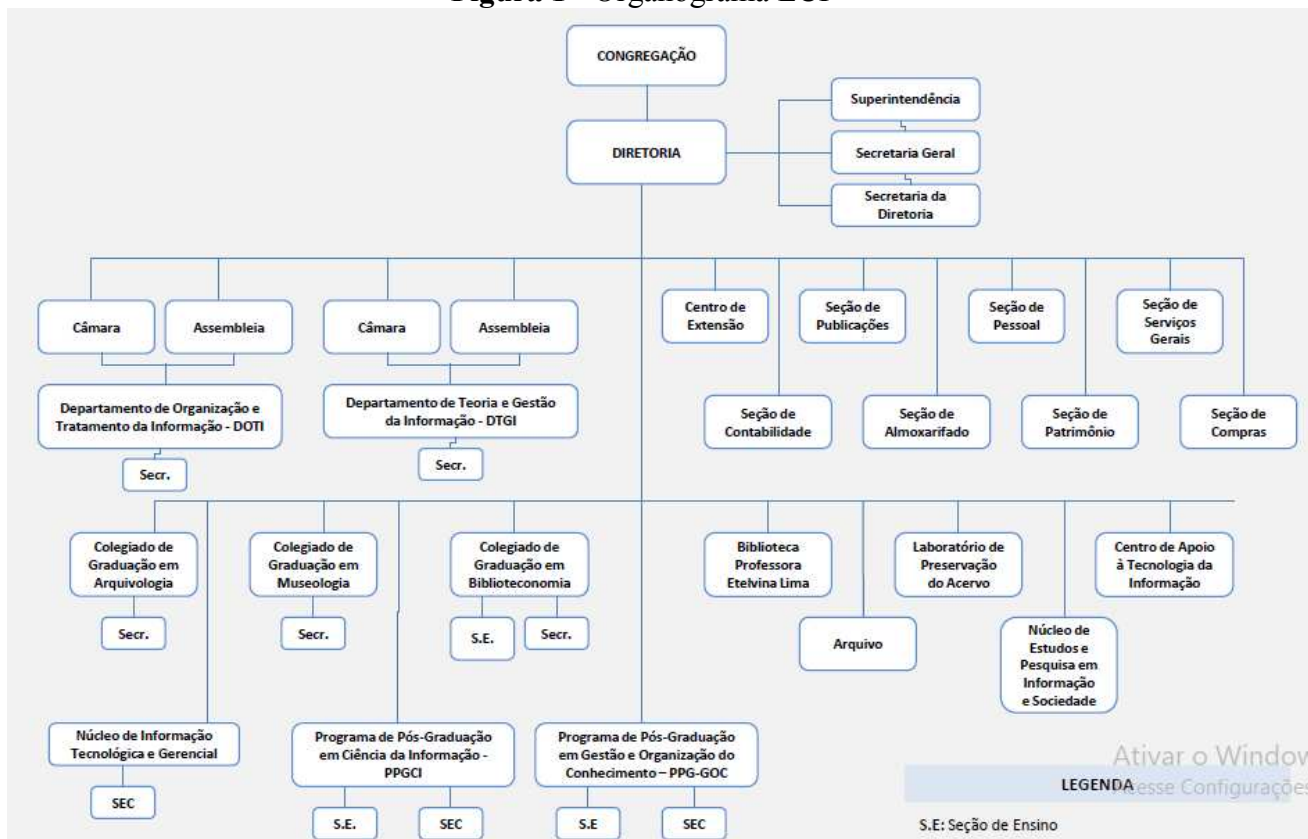 CONGREGAÇÃO
DIRETORIA
Superintendência
Secretaria Geral
Secretaria da
Diretoria
Câmara
Assembleia
Câmara
Assembleia
Centro de
Extensão
Seção de
Publicações
Seção de
Pessoal
Seção de
Serviços
Gerais
Departamento de Organização e
Tratamento da Informação - DOTI
Departamento de Teoria e Gestão
da Informação - DTGI
Seção de
Contabilidade
Seção de
Almoxarifado
Seção de
Patrimônio
Seção de
Compras
Secr.
Secr.
Colegiado de
Graduação em
Arquivologia
Colegiado de
Graduação em
Museologia
Colegiado de
Graduação em
Biblioteconomia
Biblioteca
Professora
Etelvina Lima
Laboratório de
Preservação
do Acervo
Centro de Apoio
à Tecnologia da
Informação
Secr.
Secr.
S.E.
Secr.
Arquivo
Núcleo de
Estudos e
Pesquisa em
Informação
e Sociedade
Núcleo de Informação
Tecnológica e Gerencial
Programa de Pós-Graduação
em Ciência da Informação -
PPGCI
Programa de Pós-Graduação
em Gestão e Organização do
Conhecimento – PPG-GOC
SEC
S.E.
SEC
S.E
SEC
Ativar o Window
LEGENDA
Acesse Configurações
S.E: Seção de Ensino